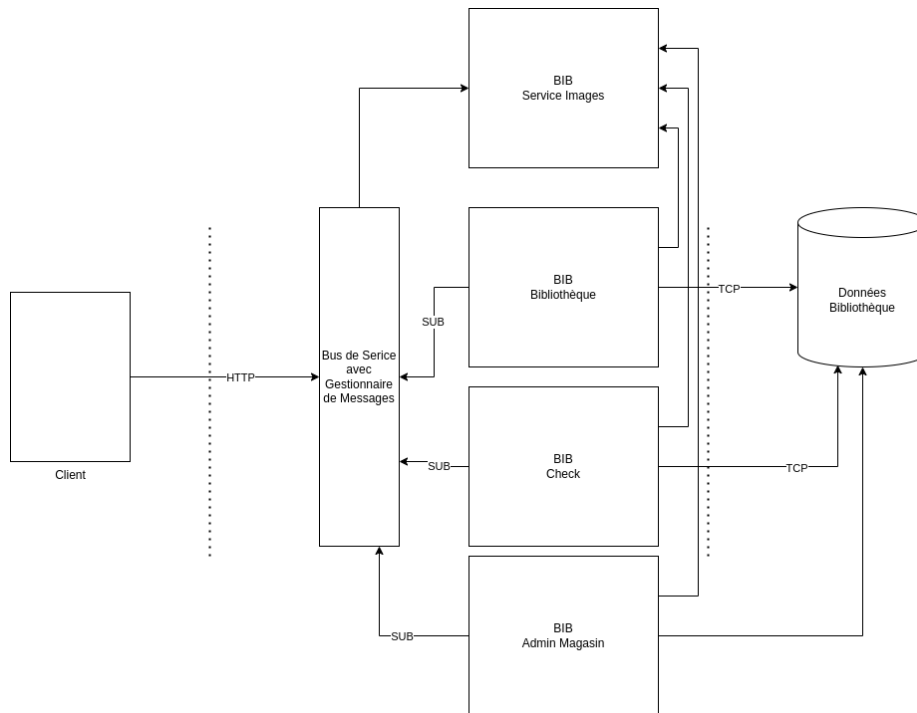 BIB
Service Images
BIB
Bibliothèque
SUB
TCP
Données
Bibliothèque
Bus de Serice
avec
Gestionnaire
de Messages
HTTP
Client
BIB
Check
SUB
TCP
BIB
Admin Magasin
SUB